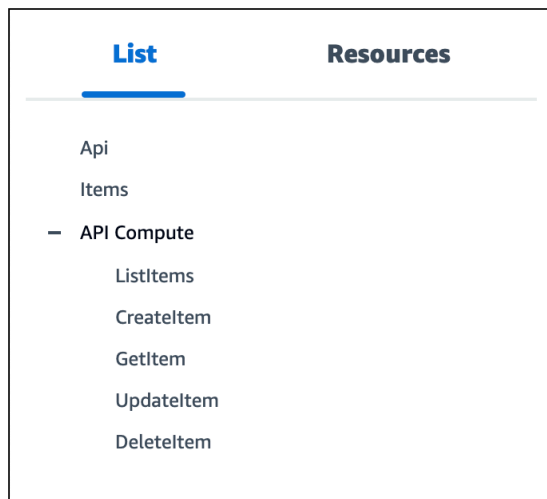 List Resources
Api
Items
− API Compute
ListItems
CreateItem
GetItem
UpdateItem
DeleteItem